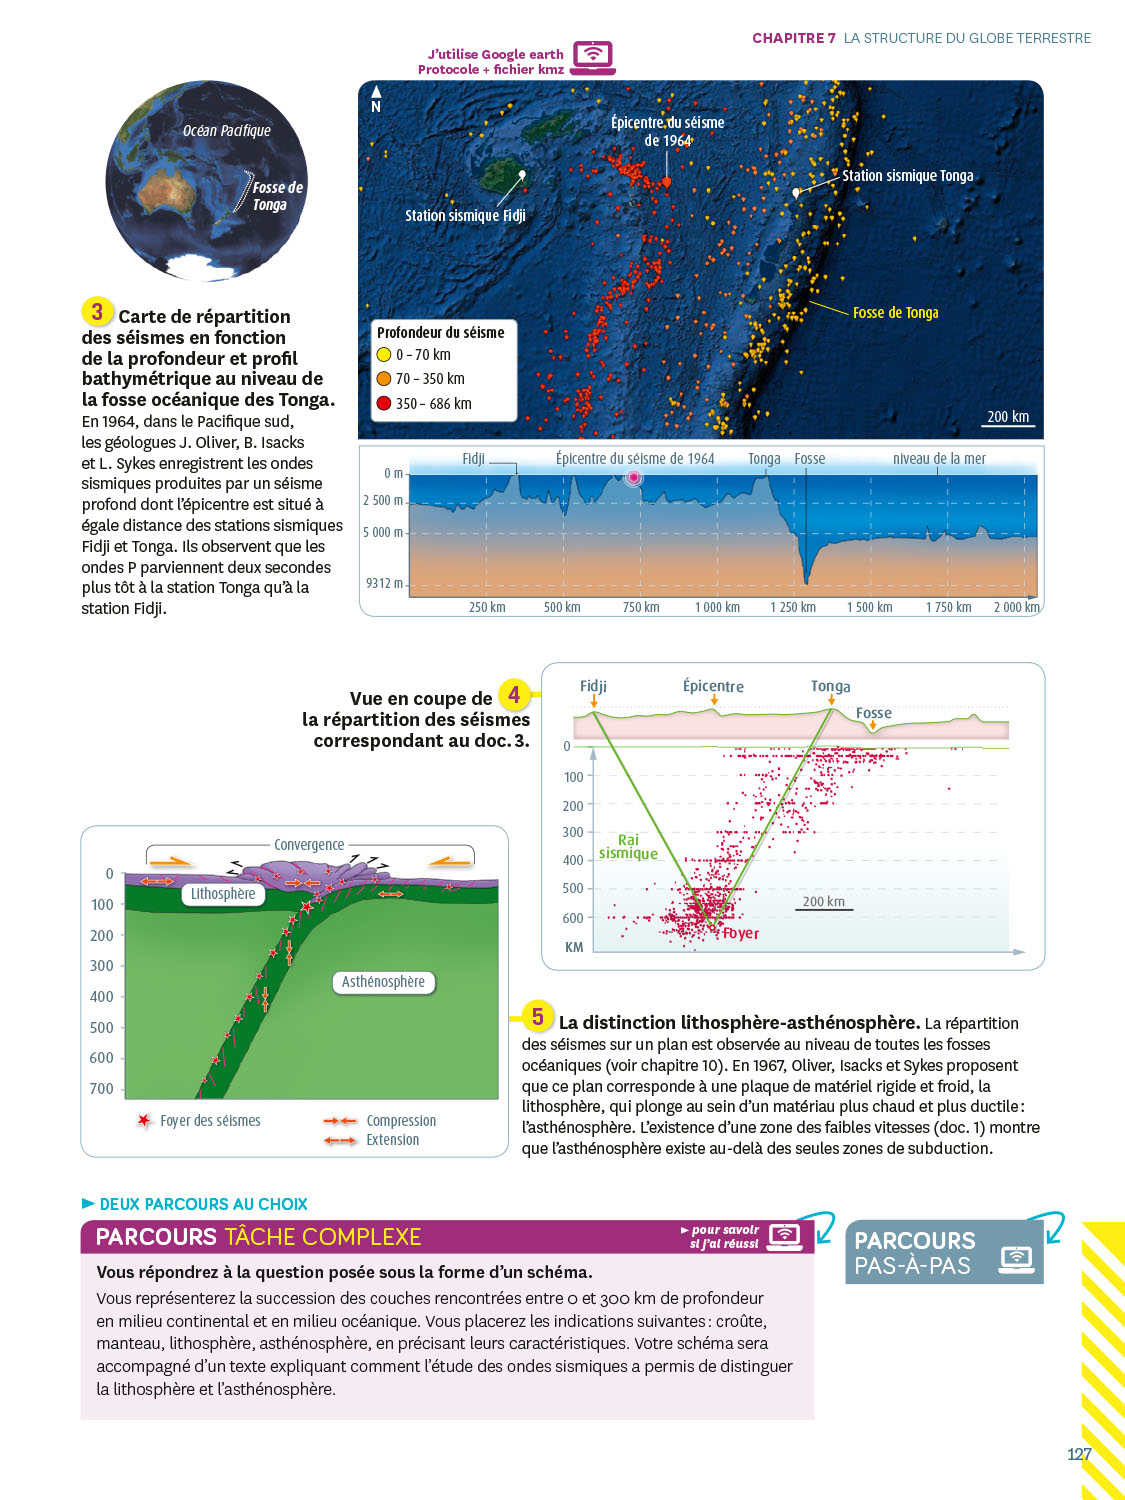 CHAPITRE 7 LA STRUCTURE DU GLOBE TERRESTRE
J'utilise Google earth
Protocole + fichier kmz
Océan Pacifique
Fosse de
Tonga
N
Épicentre du séisme
de 1964
Station sismique Tonga
Station sismique Fidji
Fosse de Tonga
Profondeur du séisme
0 – 70 km
70 – 350 km
350 – 686 km
200 km
3 Carte de répartition
des séismes en fonction
de la profondeur et profil
bathymétrique au niveau de
la fosse océanique des Tonga.
En 1964, dans le Pacifique sud,
les géologues J. Oliver, B. Isacks
et L. Sykes enregistrent les ondes
sismiques produites par un séisme
profond dont l'épicentre est situé à
égale distance des stations sismiques
Fidji et Tonga. Ils observent que les
ondes P parviennent deux secondes
plus tôt à la station Tonga qu'à la
station Fidji.
Fidji Épicentre du séisme de 1964 Tonga Fosse niveau de la mer
0 m
2 500 m
5 000 m
9312 m
250 km 500 km 750 km 1 000 km 1 250 km 1 500 km 1 750 km 2 000 km
Vue en coupe de 4
la répartition des séismes
correspondant au doc. 3.
Fidji Épicentre Tonga
Fosse
0
100
200
300
400
500
600
KM
Rai
sismique
200 km
Foyer
Convergence
0
100
200
300
400
500
600
700
Lithosphère
Asthénosphère
Foyer des séismes
Compression
Extension
5 La distinction lithosphère-asthénosphère. La répartition
des séismes sur un plan est observée au niveau de toutes les fosses
océaniques (voir chapitre 10). En 1967, Oliver, Isacks et Sykes proposent
que ce plan corresponde à une plaque de matériel rigide et froid, la
lithosphère, qui plonge au sein d'un matériau plus chaud et plus ductile :
l'asthénosphère. L'existence d'une zone des faibles vitesses (doc. 1) montre
que l'asthénosphère existe au-delà des seules zones de subduction.
► DEUX PARCOURS AU CHOIX
PARCOURS TÂCHE COMPLEXE
► pour savoir
si j'ai réussi
Vous répondrez à la question posée sous la forme d'un schéma.
Vous représenterez la succession des couches rencontrées entre 0 et 300 km de profondeur
en milieu continental et en milieu océanique. Vous placerez les indications suivantes : croûte,
manteau, lithosphère, asthénosphère, en précisant leurs caractéristiques. Votre schéma sera
accompagné d'un texte expliquant comment l'étude des ondes sismiques a permis de distinguer
la lithosphère et l'asthénosphère.
PARCOURS
PAS-À-PAS
127